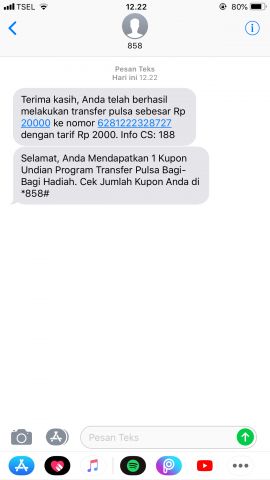 TSEL 12.22 80%
858
Pesan Teks
Hari ini 12.22
Terima kasih, Anda telah berhasil
melakukan transfer pulsa sebesar Rp
20000 ke nomor 6281222328727
dengan tarif Rp 2000. Info CS: 188
Selamat, Anda Mendapatkan 1 Kupon
Undian Program Transfer Pulsa Bagi-
Bagi Hadiah. Cek Jumlah Kupon Anda di
*858#
Pesan Teks